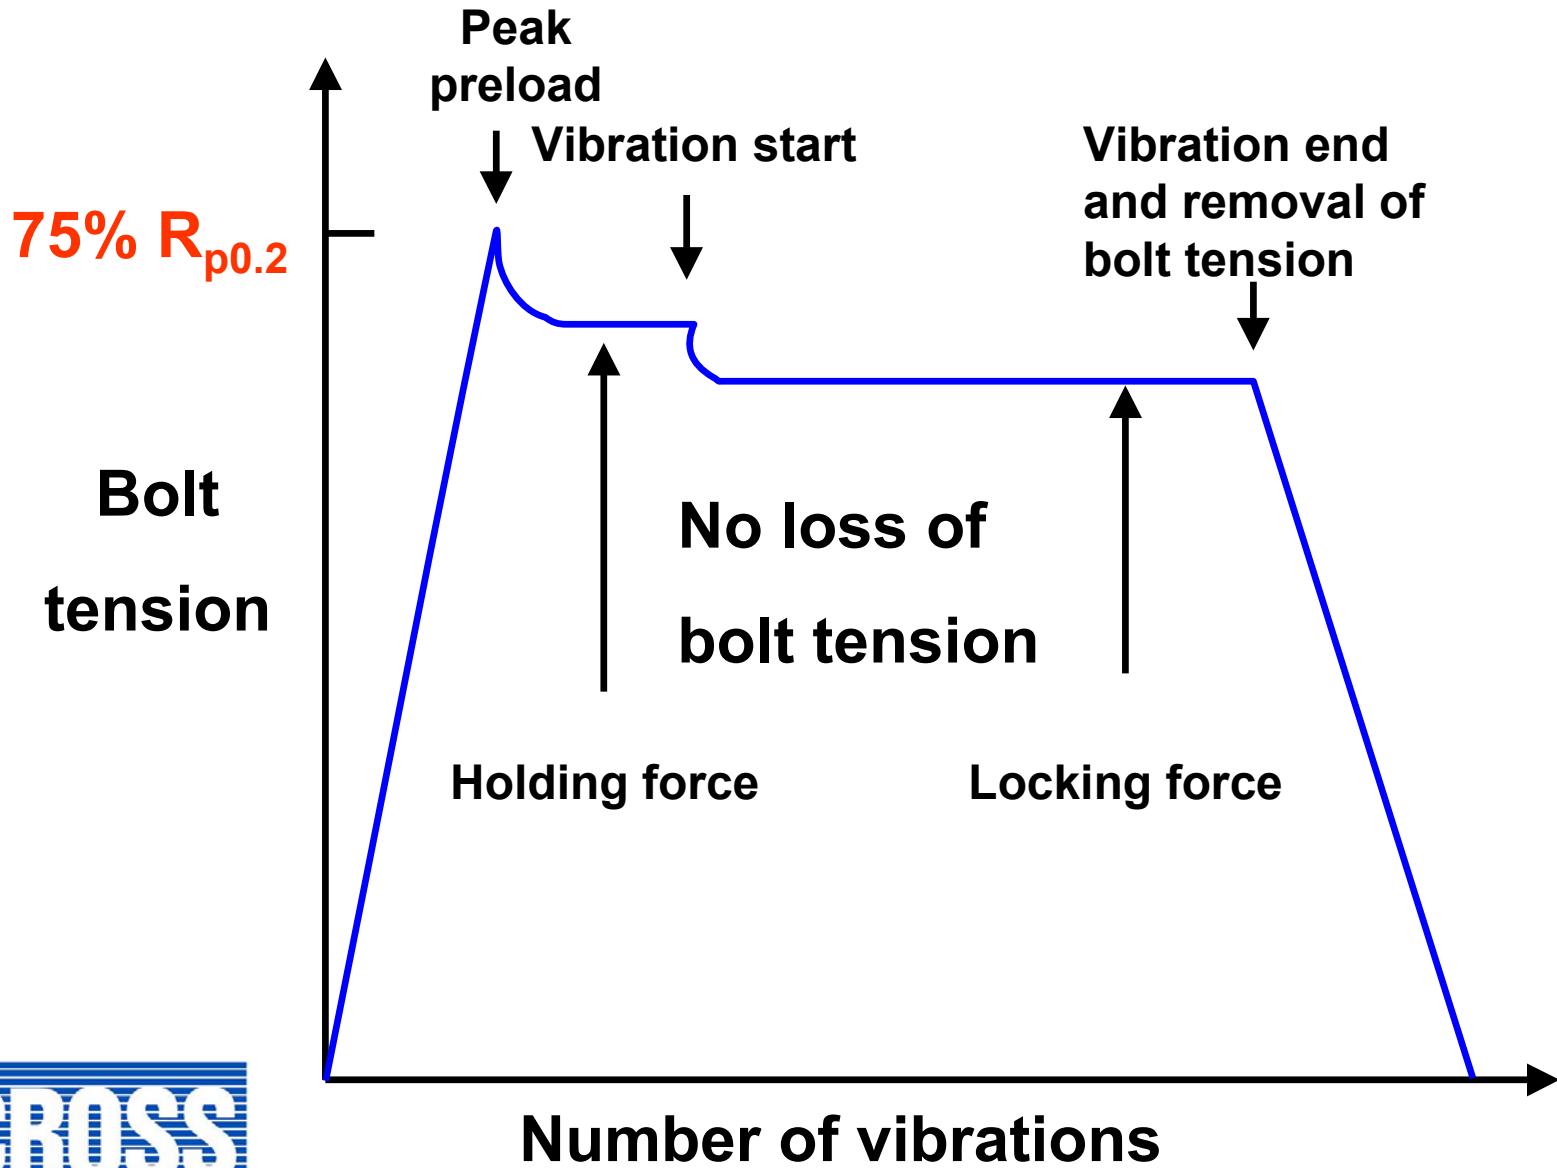 Peak
preload
Vibration start
Vibration end
and removal of
bolt tension
75% Rp0.2
Bolt
tension
No loss of
bolt tension
Holding force
Locking force
Number of vibrations